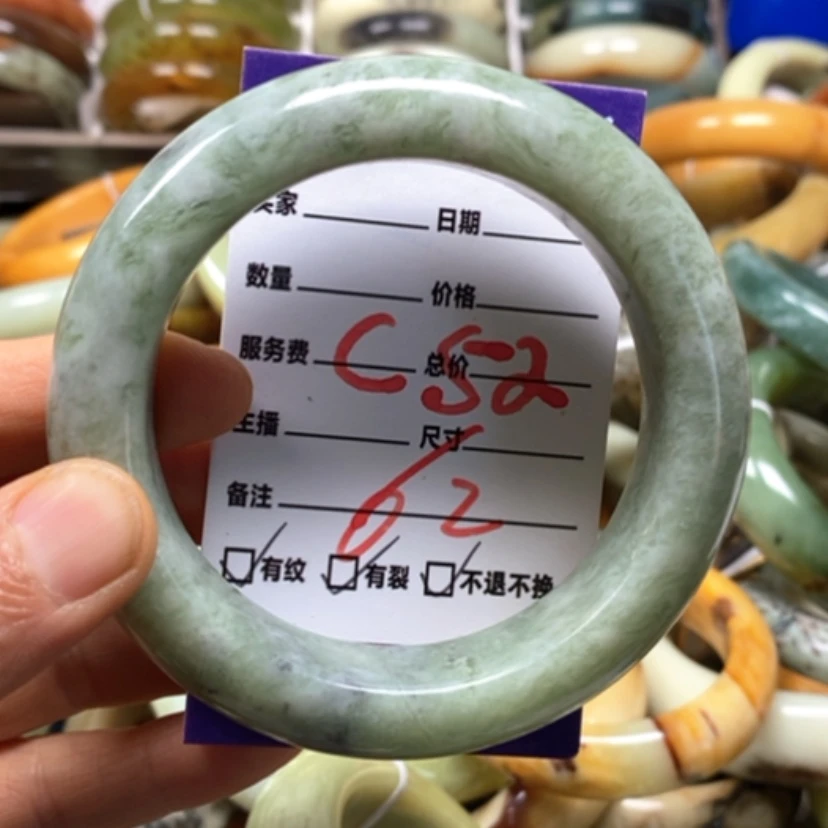 卖家 日期
数量 价格
服务费 总价
C52
主播 尺寸
62
备注
有纹 有裂 不退不换